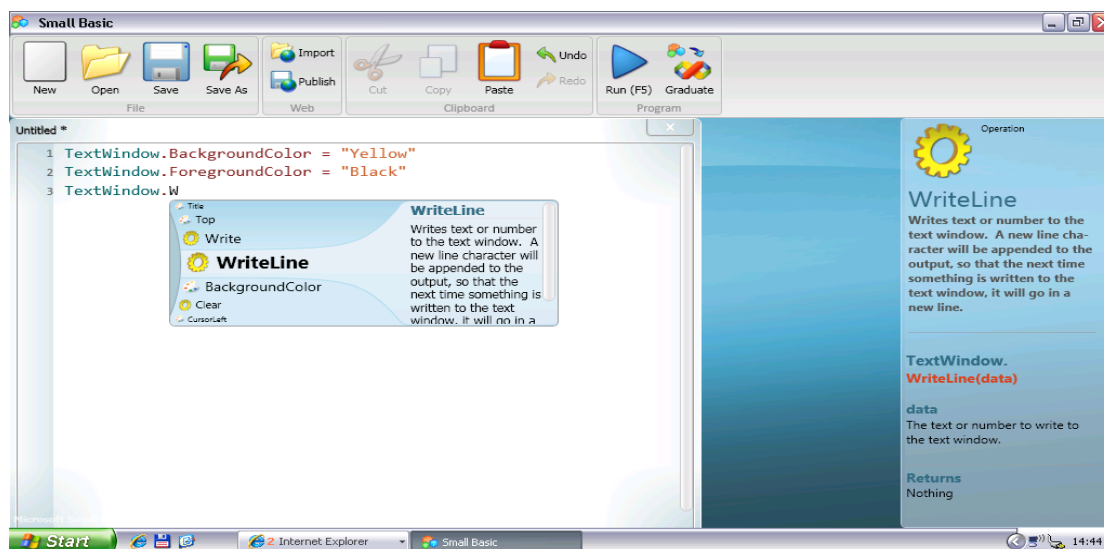 Small Basic
New
Open
Save
Save As
File
Import
Publish
Web
Cut
Copy
Paste
Undo
Redo
Clipboard
Run (F5)
Graduate
Program
Untitled *
1 TextWindow.BackgroundColor = "Yellow"
2 TextWindow.ForegroundColor = "Black"
3 TextWindow.W
Title
Top
Write
WriteLine
BackgroundColor
Clear
CursorLeft
WriteLine
Writes text or number
to the text window. A
new line character will
be appended to the
output, so that the
next time something is
written to the text
window, it will go in a
Operation
WriteLine
Writes text or number to the
text window. A new line cha-
racter will be appended to the
output, so that the next time
something is written to the
text window, it will go in a
new line.
TextWindow.
WriteLine(data)
data
The text or number to write to
the text window.
Returns
Nothing
Microsoft
Start
2 Internet Explorer
Small Basic
14:44